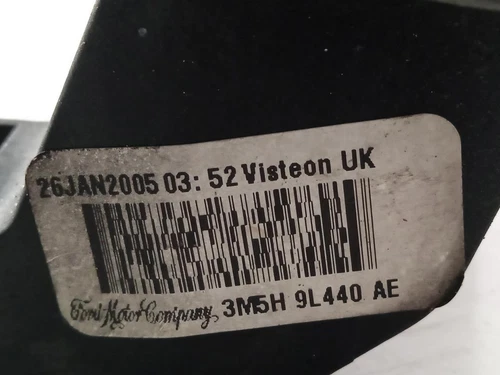 26JAN2005 03:52 Visteon UK
Ford Motor Company, 3M5H 9L440 AE